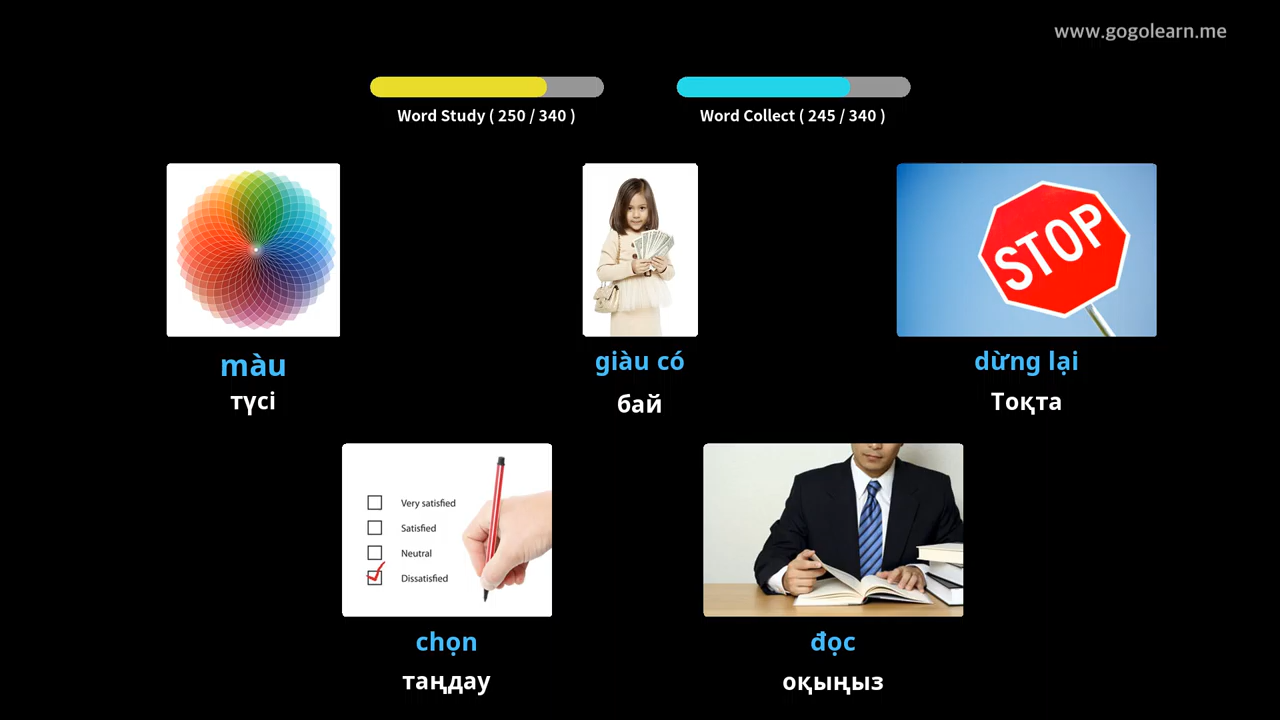 www.gogolearn.me
Word Study ( 250 / 340 )
Word Collect ( 245 / 340 )
STOP
màu
түсі
giàu có
бай
dừng lại
Тоқта
Very satisfied
Satisfied
Neutral
Dissatisfied
chọn
таңдау
đọc
оқыңыз